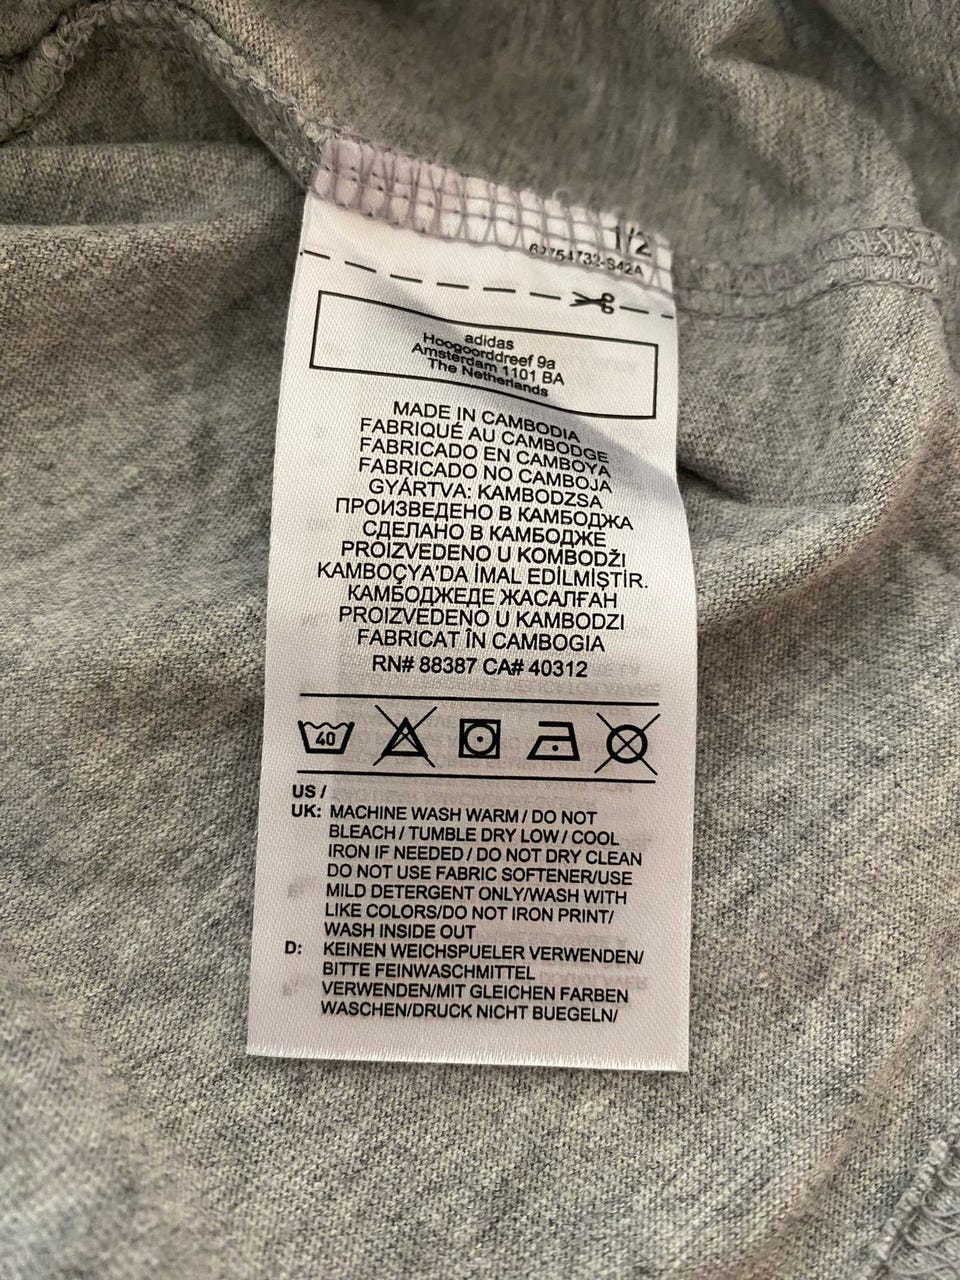 1/2
62754733-S42A
adidas
Hoogoorddreef 9a
Amsterdam 1101 BA
The Netherlands
MADE IN CAMBODIA
FABRIQUÉ AU CAMBODGE
FABRICADO EN CAMBOYA
FABRICADO NO CAMBOJA
GYÁRTVA: KAMBODZSA
ПРОИЗВЕДЕНО В КАМБОДЖА
СДЕЛАНО В КАМБОДЖЕ
PROIZVEDENO U KOMBODŽI
KAMBOÇYA'DA İMAL EDİLMİŞTİR.
КАМБОДЖЕДЕ ЖАСАЛҒАН
PROIZVEDENO U KAMBODZI
FABRICAT ÎN CAMBOGIA
RN# 88387 CA# 40312
40
US /
UK: MACHINE WASH WARM / DO NOT
BLEACH / TUMBLE DRY LOW / COOL
IRON IF NEEDED / DO NOT DRY CLEAN
DO NOT USE FABRIC SOFTENER/USE
MILD DETERGENT ONLY/WASH WITH
LIKE COLORS/DO NOT IRON PRINT/
WASH INSIDE OUT
D: KEINEN WEICHSPUELER VERWENDEN/
BITTE FEINWASCHMITTEL
VERWENDEN/MIT GLEICHEN FARBEN
WASCHEN/DRUCK NICHT BUEGELN/